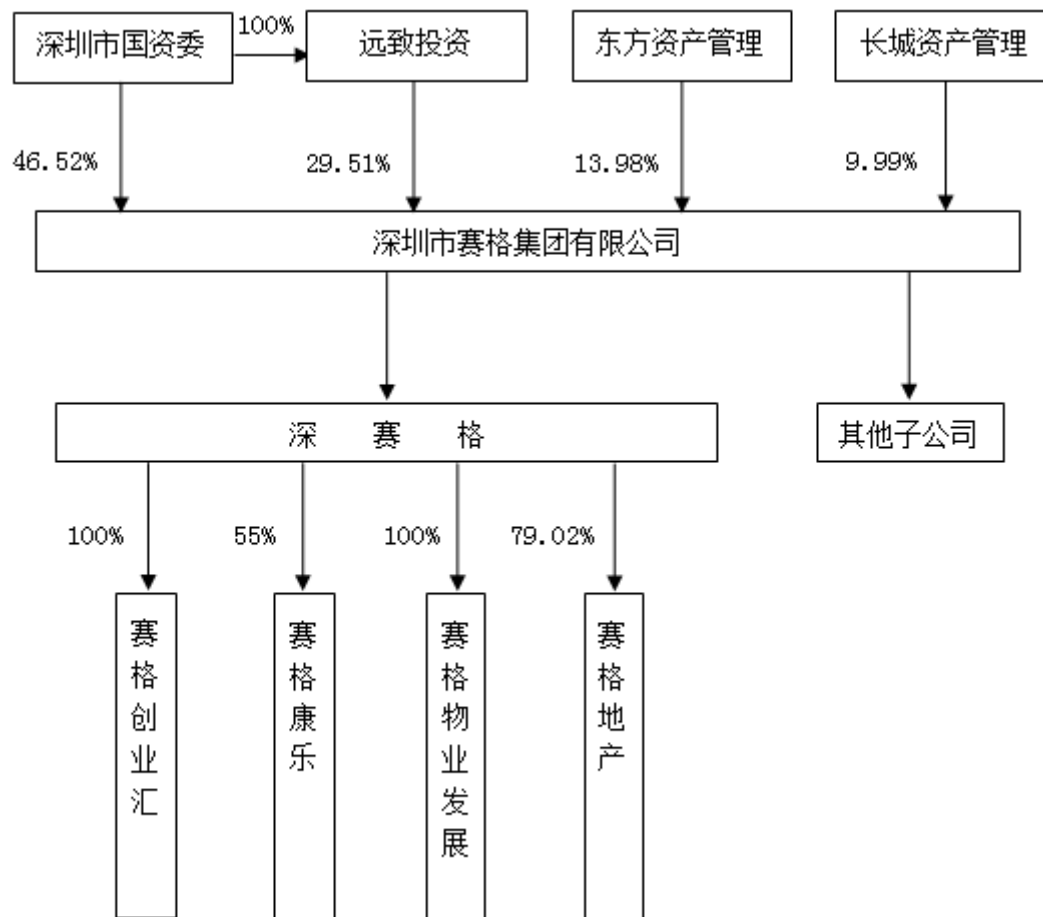 深圳市国资委
100%
远致投资
东方资产管理
长城资产管理
46.52%
29.51%
13.98%
9.99%
深圳市赛格集团有限公司
深 赛 格
其他子公司
100%
55%
100%
79.02%
赛格创业汇
赛格康乐
赛格物业发展
赛格地产